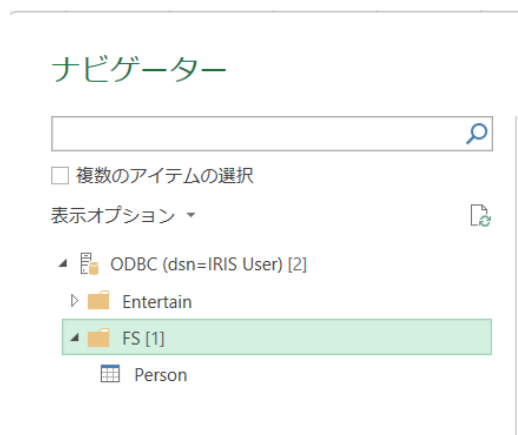 ナビゲーター
複数のアイテムの選択
表示オプション
ODBC (dsn=IRIS User) [2]
Entertain
FS [1]
Person